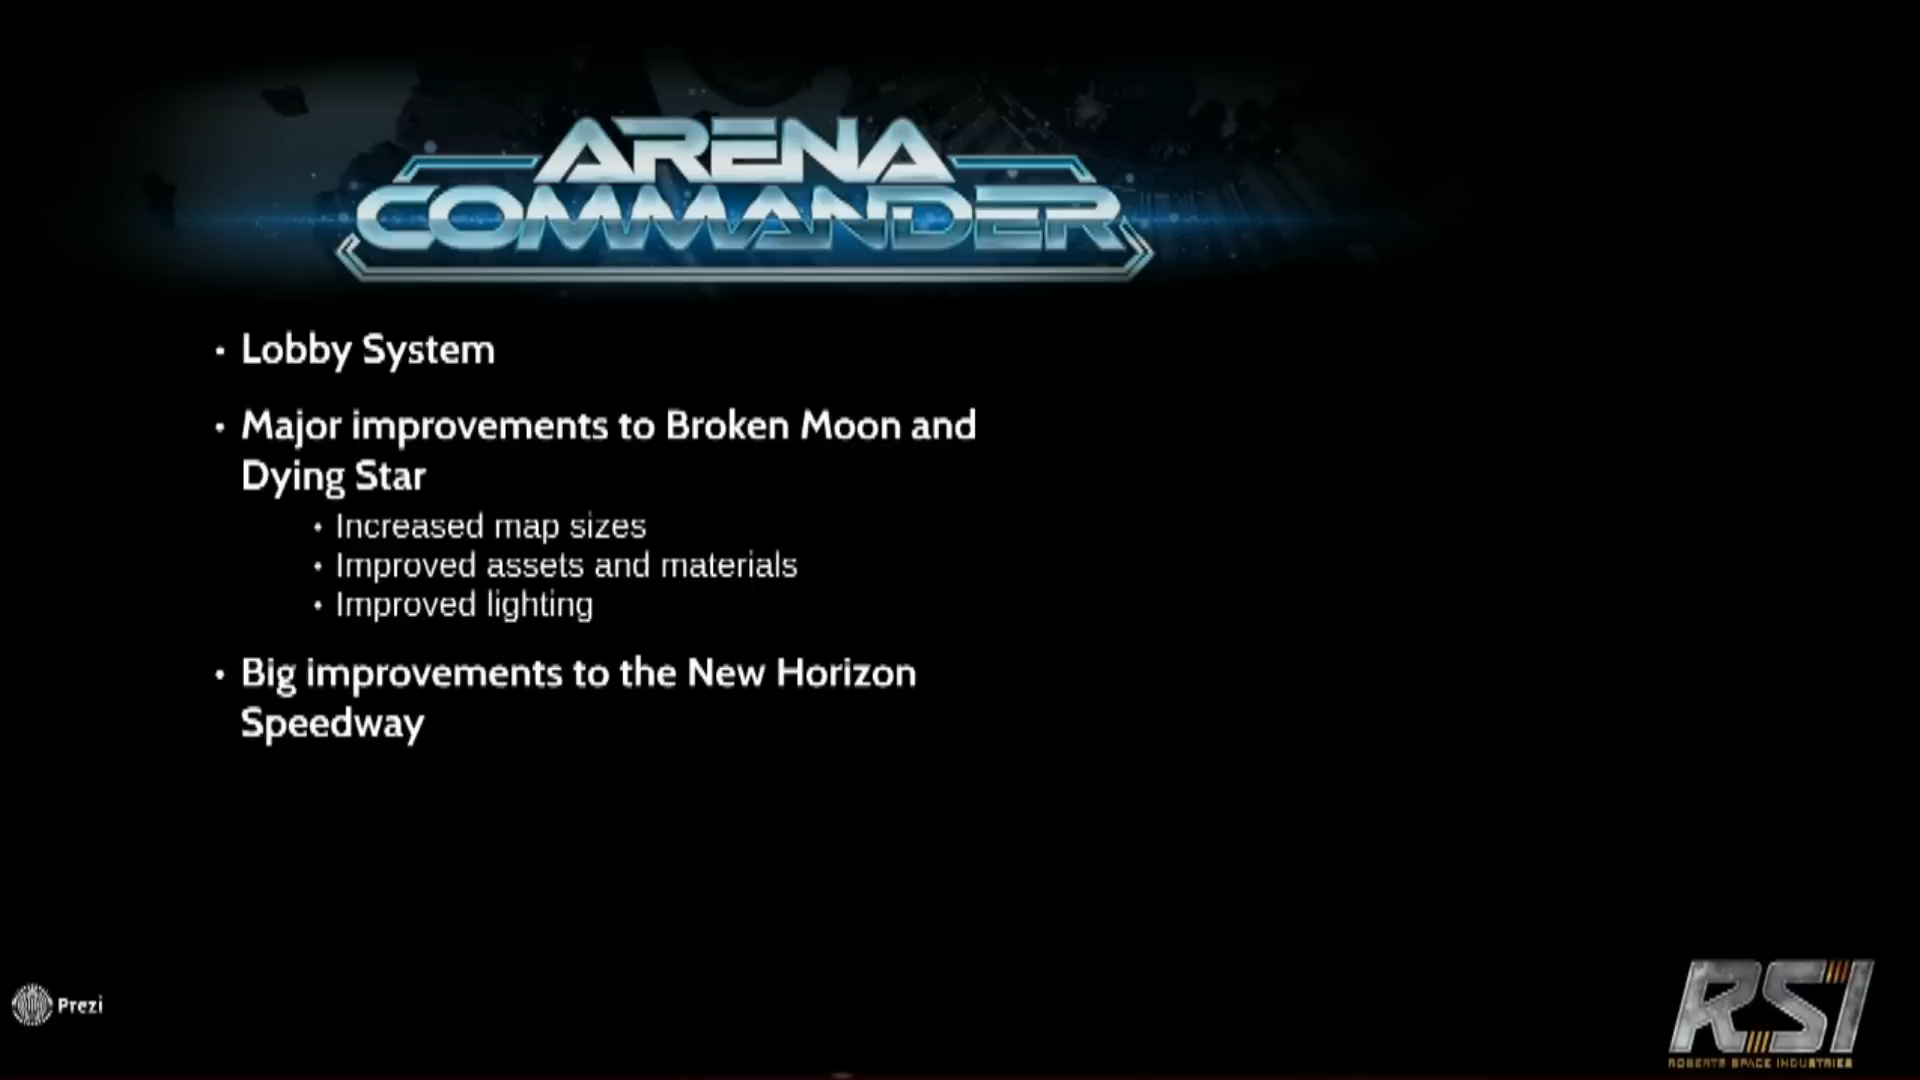 ARENA
COMMANDER
• Lobby System
• Major improvements to Broken Moon and
Dying Star
• Increased map sizes
• Improved assets and materials
• Improved lighting
• Big improvements to the New Horizon
Speedway
Prezi
RSI
ROBERTS SPACE INDUSTRIES